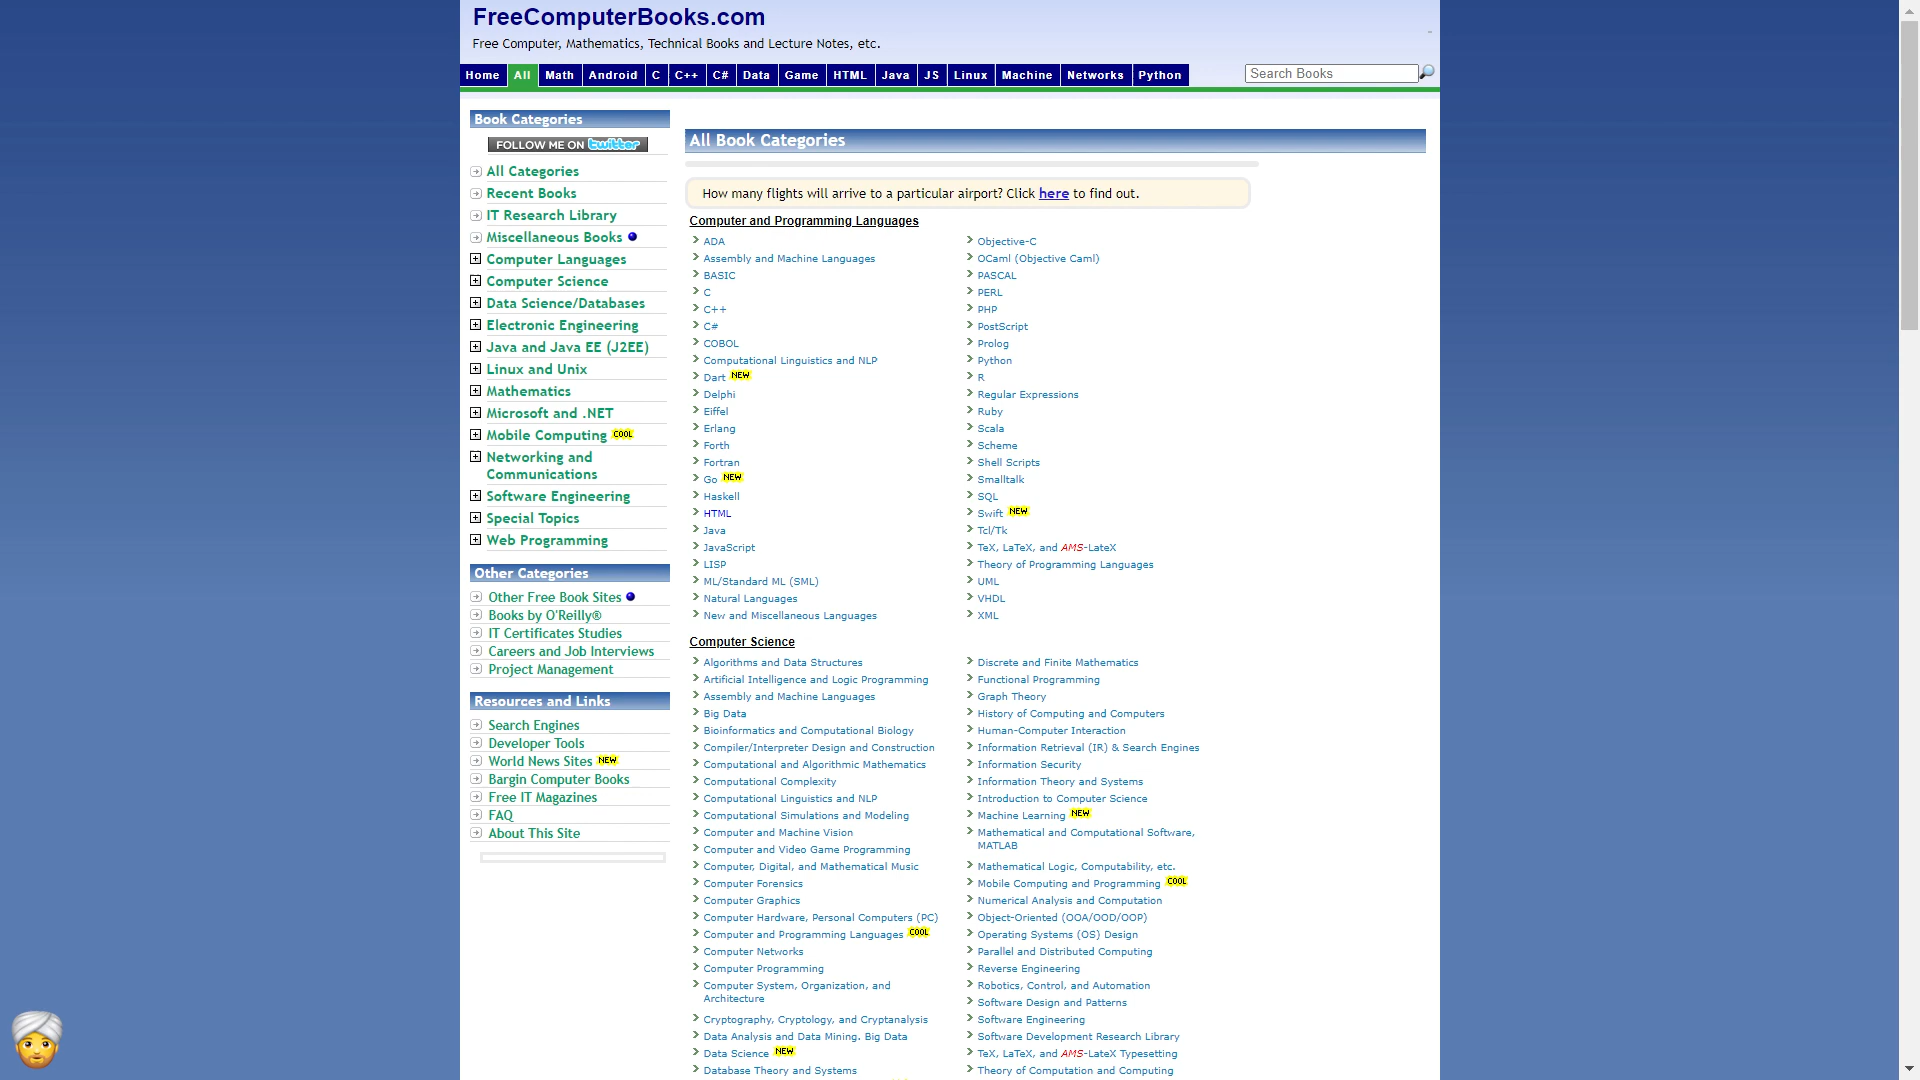 FreeComputerBooks.com
Free Computer, Mathematics, Technical Books and Lecture Notes, etc.
Home All Math Android C C++ C# Data Game HTML Java JS Linux Machine Networks Python Search Books
Book Categories
FOLLOW ME ON twitter
All Categories
Recent Books
IT Research Library
Miscellaneous Books
Computer Languages
Computer Science
Data Science/Databases
Electronic Engineering
Java and Java EE (J2EE)
Linux and Unix
Mathematics
Microsoft and .NET
Mobile Computing COOL
Networking and
Communications
Software Engineering
Special Topics
Web Programming
Other Categories
Other Free Book Sites
Books by O'Reilly®
IT Certificates Studies
Careers and Job Interviews
Project Management
Resources and Links
Search Engines
Developer Tools
World News Sites NEW
Bargin Computer Books
Free IT Magazines
FAQ
About This Site
All Book Categories
How many flights will arrive to a particular airport? Click here to find out.
Computer and Programming Languages
ADA
Assembly and Machine Languages
BASIC
C
C++
C#
COBOL
Computational Linguistics and NLP
Dart NEW
Delphi
Eiffel
Erlang
Forth
Fortran
Go NEW
Haskell
HTML
Java
JavaScript
LISP
ML/Standard ML (SML)
Natural Languages
New and Miscellaneous Languages
Objective-C
OCaml (Objective Caml)
PASCAL
PERL
PHP
PostScript
Prolog
Python
R
Regular Expressions
Ruby
Scala
Scheme
Shell Scripts
Smalltalk
SQL
Swift NEW
Tcl/Tk
TeX, LaTeX, and AMS-LateX
Theory of Programming Languages
UML
VHDL
XML
Computer Science
Algorithms and Data Structures
Artificial Intelligence and Logic Programming
Assembly and Machine Languages
Big Data
Bioinformatics and Computational Biology
Compiler/Interpreter Design and Construction
Computational and Algorithmic Mathematics
Computational Complexity
Computational Linguistics and NLP
Computational Simulations and Modeling
Computer and Machine Vision
Computer and Video Game Programming
Computer, Digital, and Mathematical Music
Computer Forensics
Computer Graphics
Computer Hardware, Personal Computers (PC)
Computer and Programming Languages COOL
Computer Networks
Computer Programming
Computer System, Organization, and
Architecture
Cryptography, Cryptology, and Cryptanalysis
Data Analysis and Data Mining. Big Data
Data Science NEW
Database Theory and Systems
Discrete and Finite Mathematics
Functional Programming
Graph Theory
History of Computing and Computers
Human-Computer Interaction
Information Retrieval (IR) & Search Engines
Information Security
Information Theory and Systems
Introduction to Computer Science
Machine Learning NEW
Mathematical and Computational Software,
MATLAB
Mathematical Logic, Computability, etc.
Mobile Computing and Programming COOL
Numerical Analysis and Computation
Object-Oriented (OOA/OOD/OOP)
Operating Systems (OS) Design
Parallel and Distributed Computing
Reverse Engineering
Robotics, Control, and Automation
Software Design and Patterns
Software Engineering
Software Development Research Library
TeX, LaTeX, and AMS-LateX Typesetting
Theory of Computation and Computing